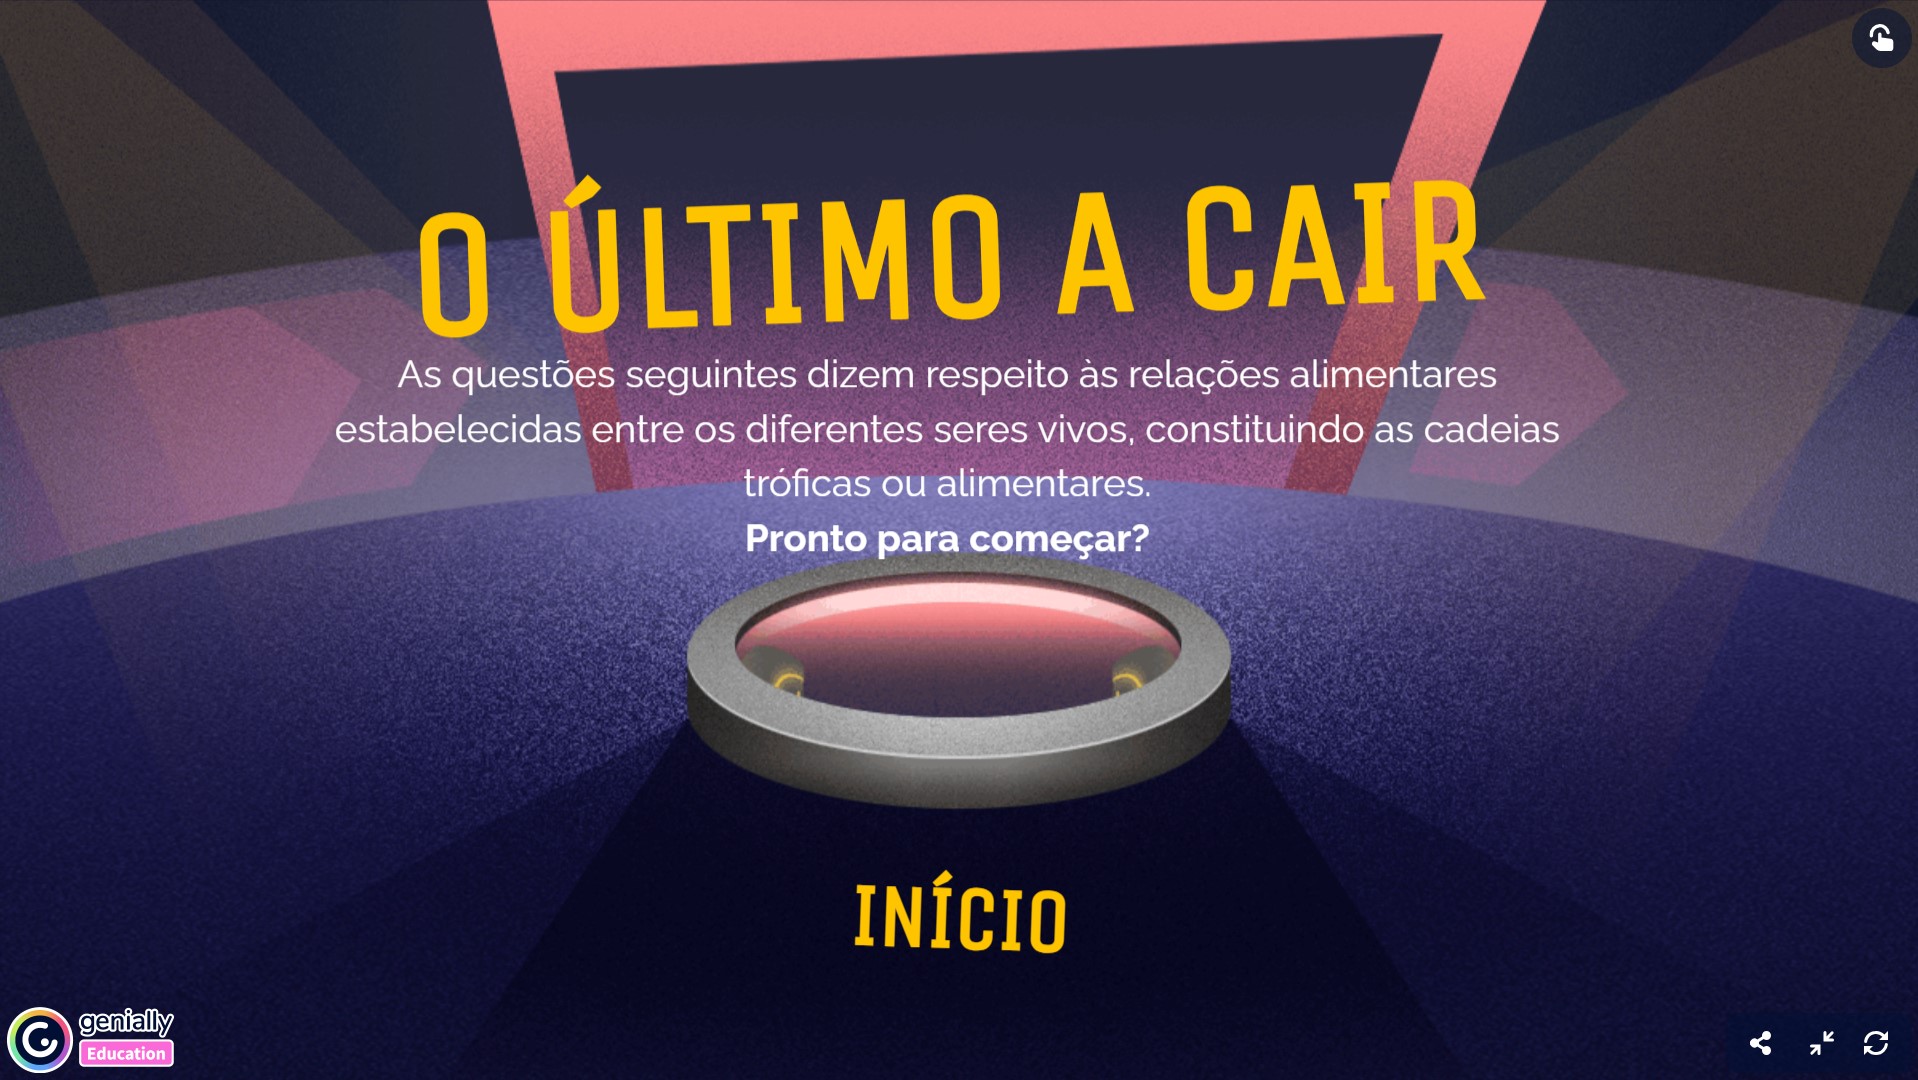 O ÚLTIMO A CAIR
As questões seguintes dizem respeito às relações alimentares
estabelecidas entre os diferentes seres vivos, constituindo as cadeias
tróficas ou alimentares.
Pronto para começar?
INÍCIO
genially
Education